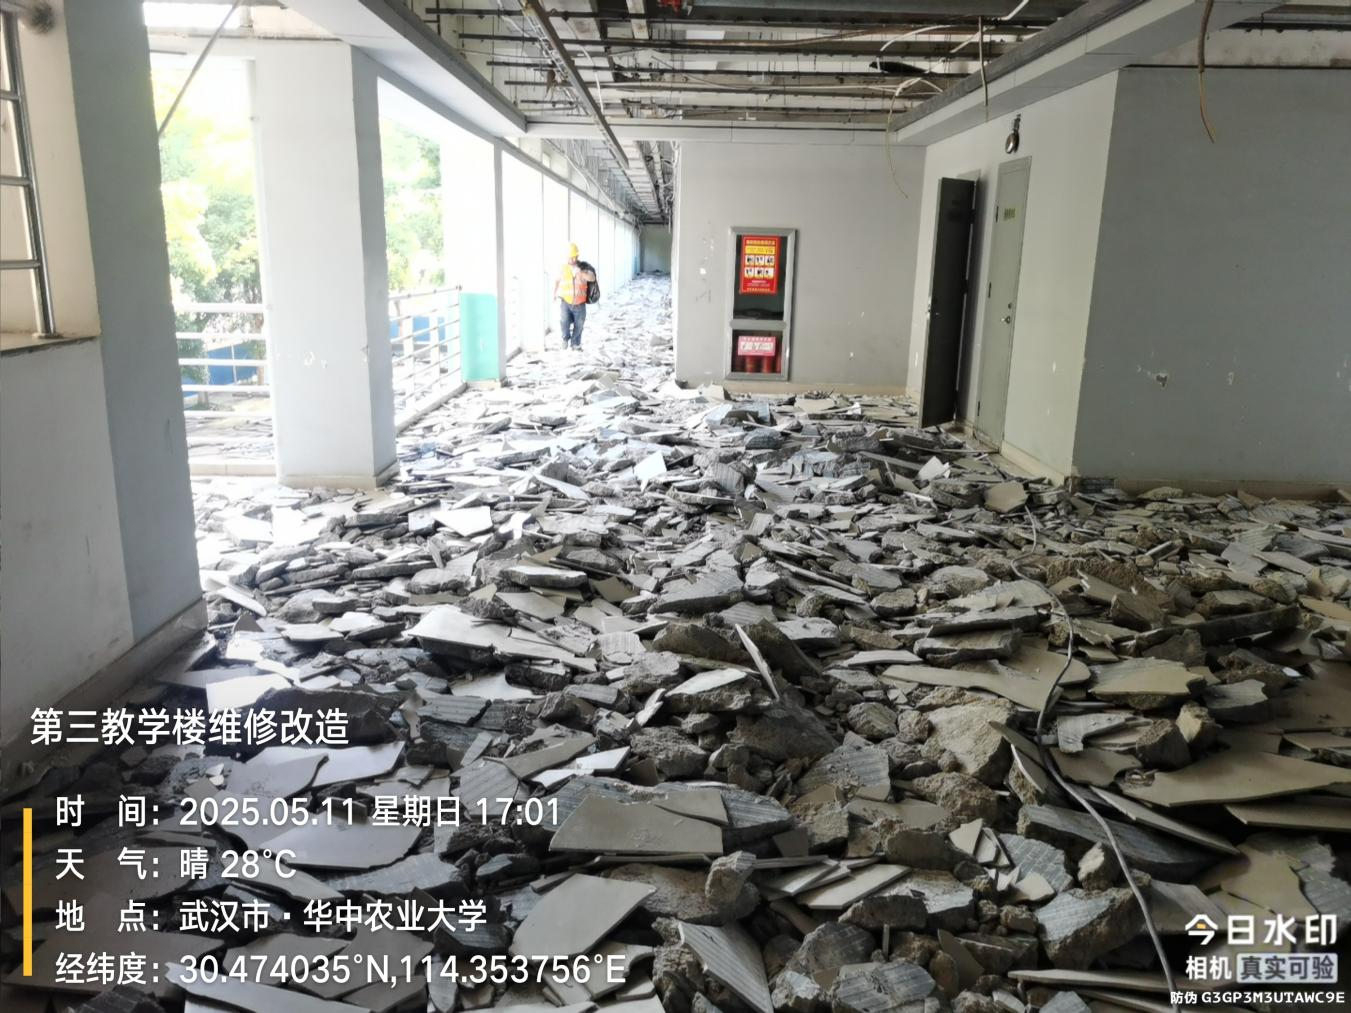 第三教学楼维修改造
时 间：2025.05.11 星期日 17:01
天 气：晴 28°C
地 点：武汉市·华中农业大学
经纬度：30.474035°N,114.353756°E
今日水印
相机 真实可验
防伪 G3GP3M3UTAWC9E